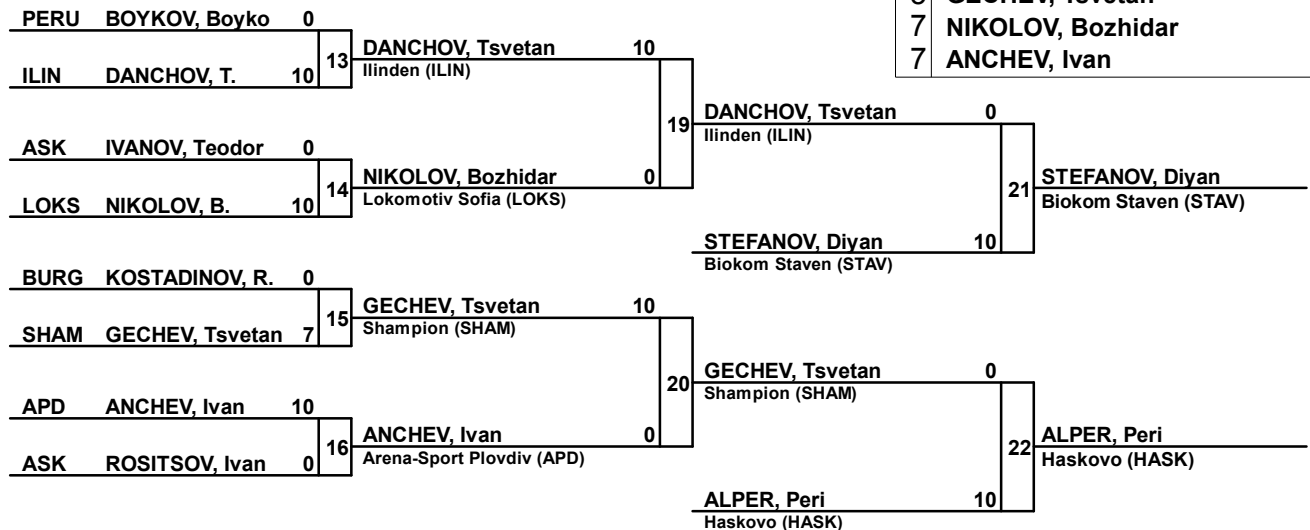 PERU BOYKOV, Boyko 0
ILIN DANCHOV, T. 10
13
DANCHOV, Tsvetan 10
Ilinden (ILIN)
ASK IVANOV, Teodor 0
LOKS NIKOLOV, B. 10
14
NIKOLOV, Bozhidar 0
Lokomotiv Sofia (LOKS)
19
DANCHOV, Tsvetan 0
Ilinden (ILIN)
STEFANOV, Diyan 10
Biokom Staven (STAV)
21
STEFANOV, Diyan
Biokom Staven (STAV)
BURG KOSTADINOV, R. 0
SHAM GECHEV, Tsvetan 7
15
GECHEV, Tsvetan 10
Shampion (SHAM)
APD ANCHEV, Ivan 10
ASK ROSITSOV, Ivan 0
16
ANCHEV, Ivan 0
Arena-Sport Plovdiv (APD)
20
GECHEV, Tsvetan 0
Shampion (SHAM)
ALPER, Peri 10
Haskovo (HASK)
22
ALPER, Peri
Haskovo (HASK)
GECHEV, Tsvetan
7 NIKOLOV, Bozhidar
7 ANCHEV, Ivan